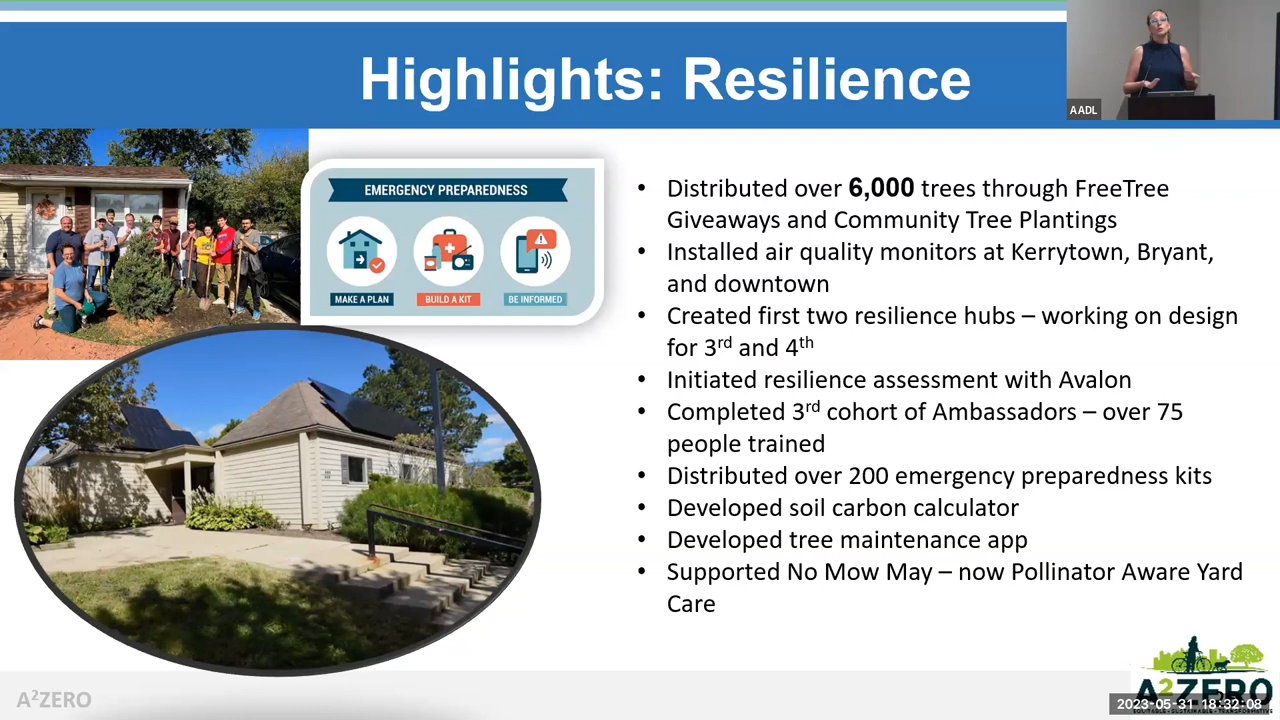 Highlights: Resilience
AADL
EMERGENCY PREPAREDNESS
MAKE A PLAN
BUILD A KIT
BE INFORMED
• Distributed over 6,000 trees through FreeTree
Giveaways and Community Tree Plantings
• Installed air quality monitors at Kerrytown, Bryant,
and downtown
• Created first two resilience hubs – working on design
for 3rd and 4th
• Initiated resilience assessment with Avalon
• Completed 3rd cohort of Ambassadors – over 75
people trained
• Distributed over 200 emergency preparedness kits
• Developed soil carbon calculator
• Developed tree maintenance app
• Supported No Mow May – now Pollinator Aware Yard
Care
A²ZERO
A²ZERO
2023-05-31 18:32:08